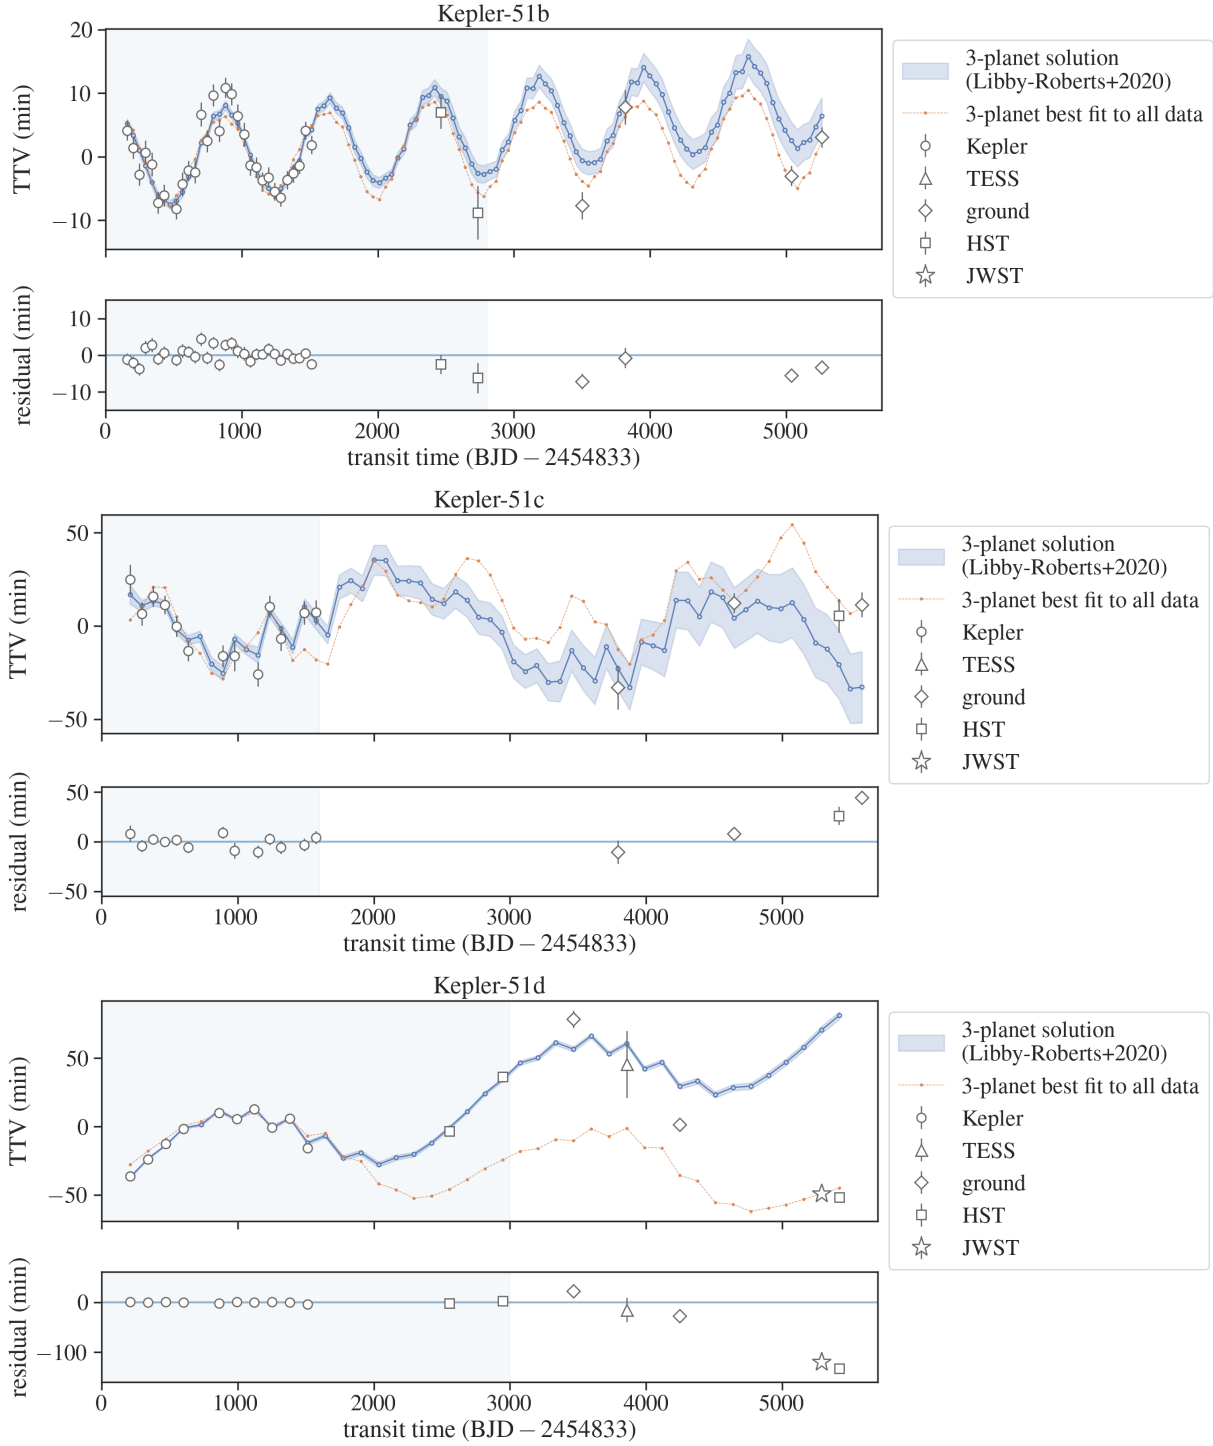 Kepler-51b
20
10
0
−10
TTV (min)
3-planet solution
(Libby-Roberts+2020)
3-planet best fit to all data
Kepler
TESS
ground
HST
JWST
10
0
−10
residual (min)
0 1000 2000 3000 4000 5000
transit time (BJD − 2454833)
Kepler-51c
50
0
−50
TTV (min)
3-planet solution
(Libby-Roberts+2020)
3-planet best fit to all data
Kepler
TESS
ground
HST
JWST
50
0
−50
residual (min)
0 1000 2000 3000 4000 5000
transit time (BJD − 2454833)
Kepler-51d
50
0
−50
TTV (min)
3-planet solution
(Libby-Roberts+2020)
3-planet best fit to all data
Kepler
TESS
ground
HST
JWST
0
−100
residual (min)
0 1000 2000 3000 4000 5000
transit time (BJD − 2454833)